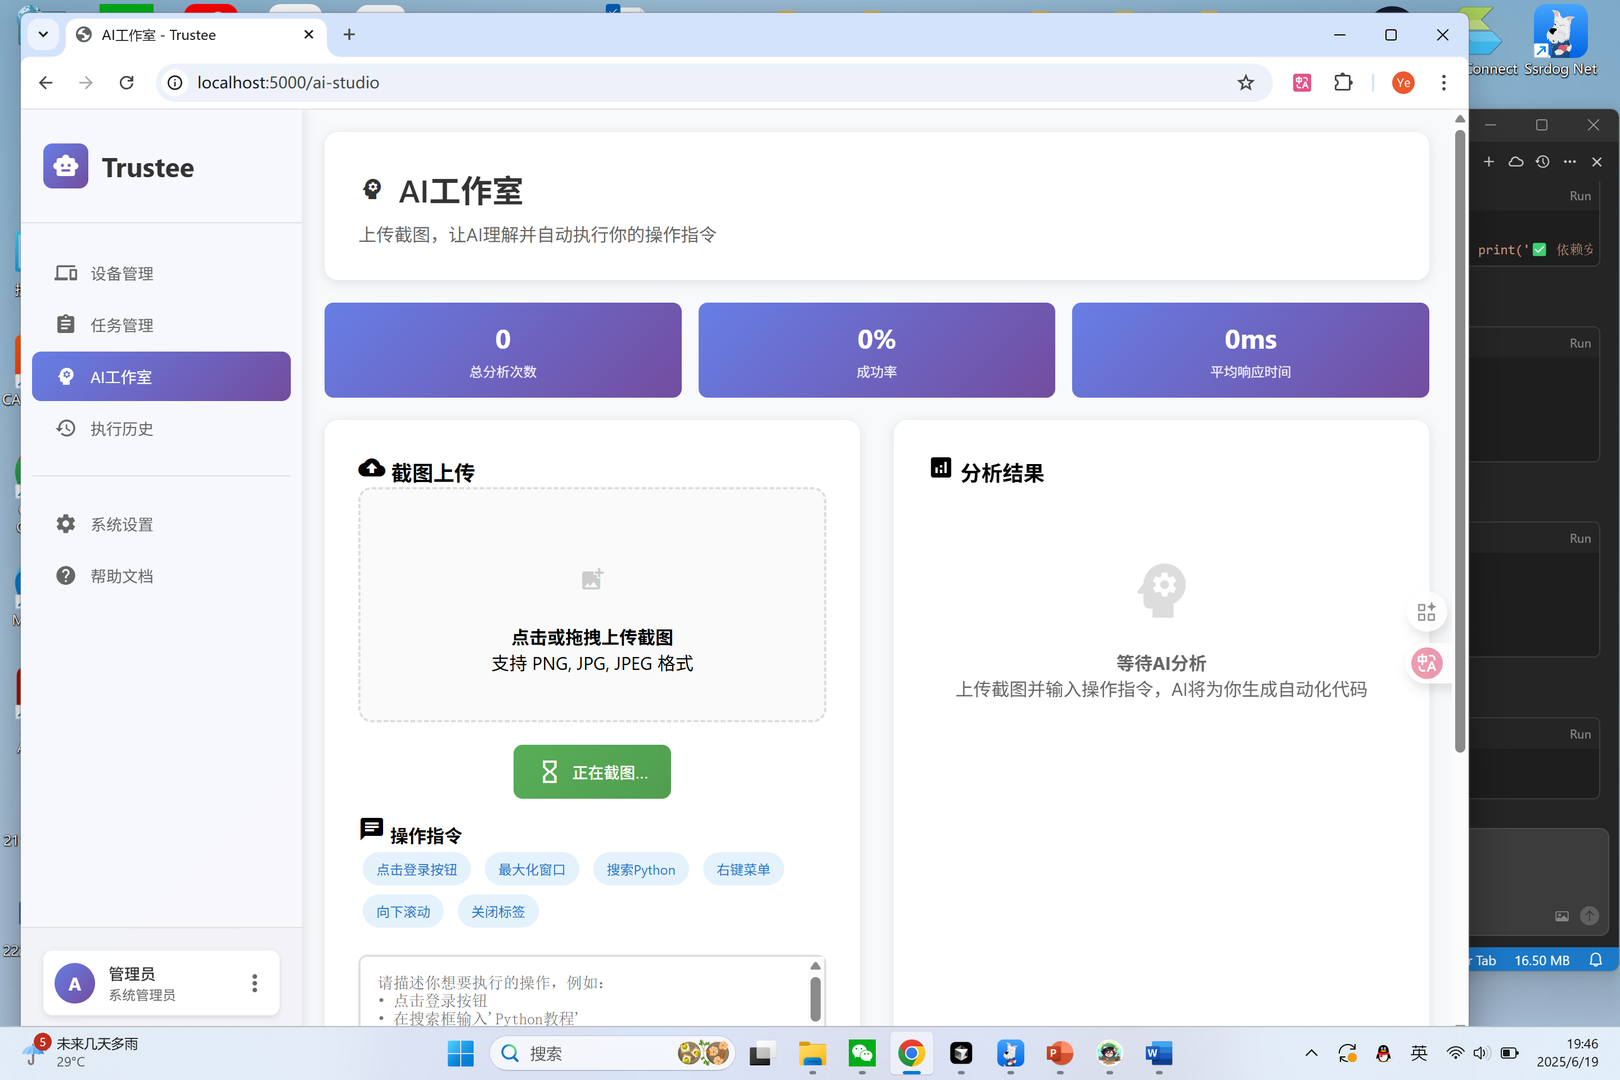 AI工作室 - Trustee
localhost:5000/ai-studio
Ye
Connect
Ssrdog Net
Trustee
设备管理
任务管理
AI工作室
执行历史
系统设置
帮助文档
A
管理员
系统管理员
AI工作室
上传截图，让AI理解并自动执行你的操作指令
0
总分析次数
0%
成功率
0ms
平均响应时间
截图上传
点击或拖拽上传截图
支持 PNG, JPG, JPEG 格式
正在截图...
操作指令
点击登录按钮
最大化窗口
搜索Python
右键菜单
向下滚动
关闭标签
请描述你想要执行的操作，例如：
• 点击登录按钮
• 在搜索框输入'Python教程'
分析结果
等待AI分析
上传截图并输入操作指令，AI将为你生成自动化代码
Run
print('✅ 依赖安
Run
Run
Run
r Tab
16.50 MB
CA
21
22
5
未来几天多雨
29°C
搜索
英
19:46
2025/6/19